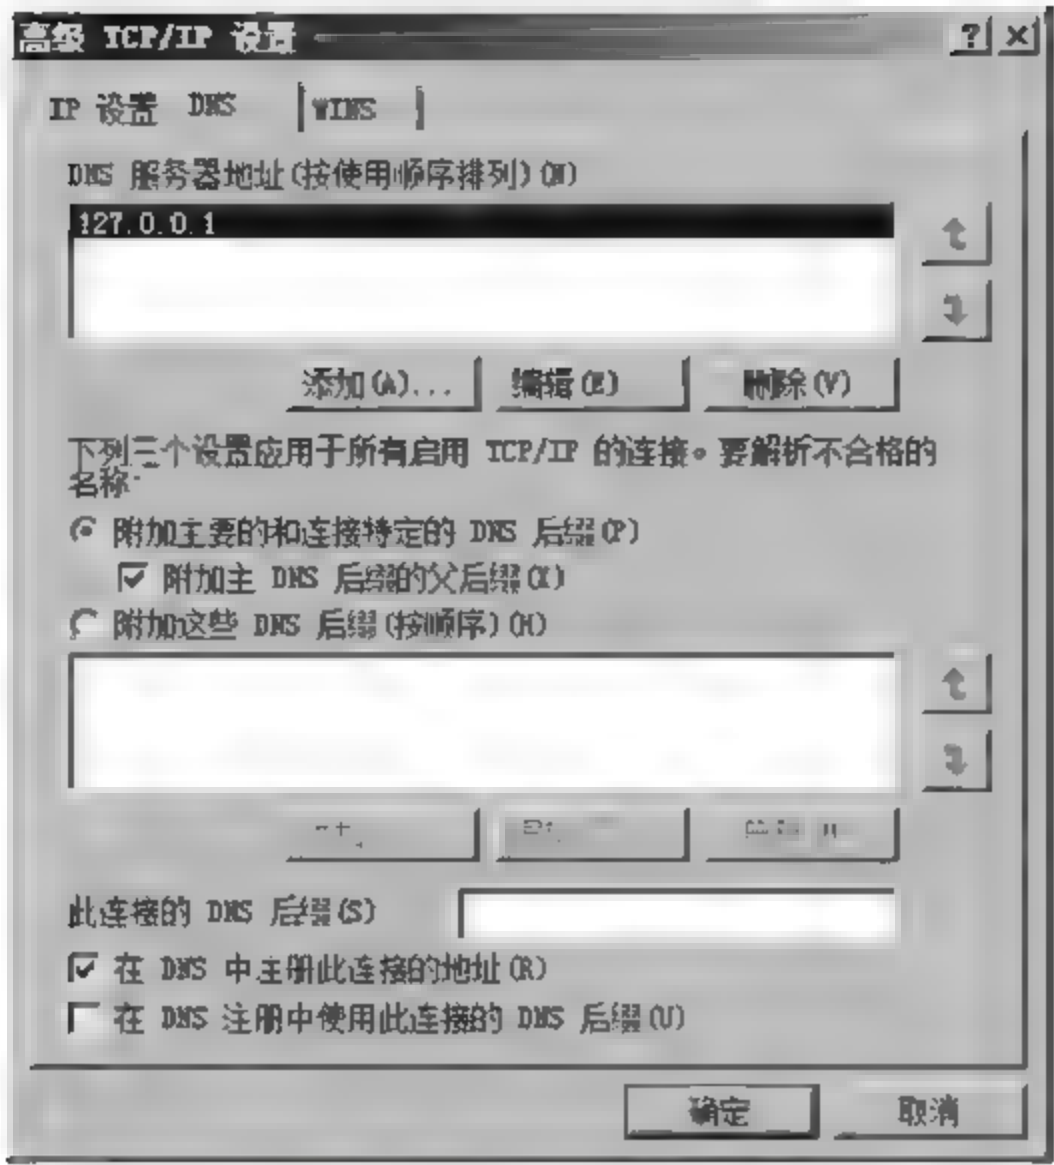 高级 TCP/IP 设置
IP 设置 DNS WINS
DNS 服务器地址(按使用顺序排列)(N)
127.0.0.1
添加(A)... 编辑(E) 删除(V)
下列三个设置应用于所有启用 TCP/IP 的连接。要解析不合格的
名称
附加主要的和连接特定的 DNS 后缀(P)
附加主 DNS 后缀的父后缀(X)
附加这些 DNS 后缀(按顺序)(H)
此连接的 DNS 后缀(S)
在 DNS 中注册此连接的地址(R)
在 DNS 注册中使用此连接的 DNS 后缀(U)
确定 取消